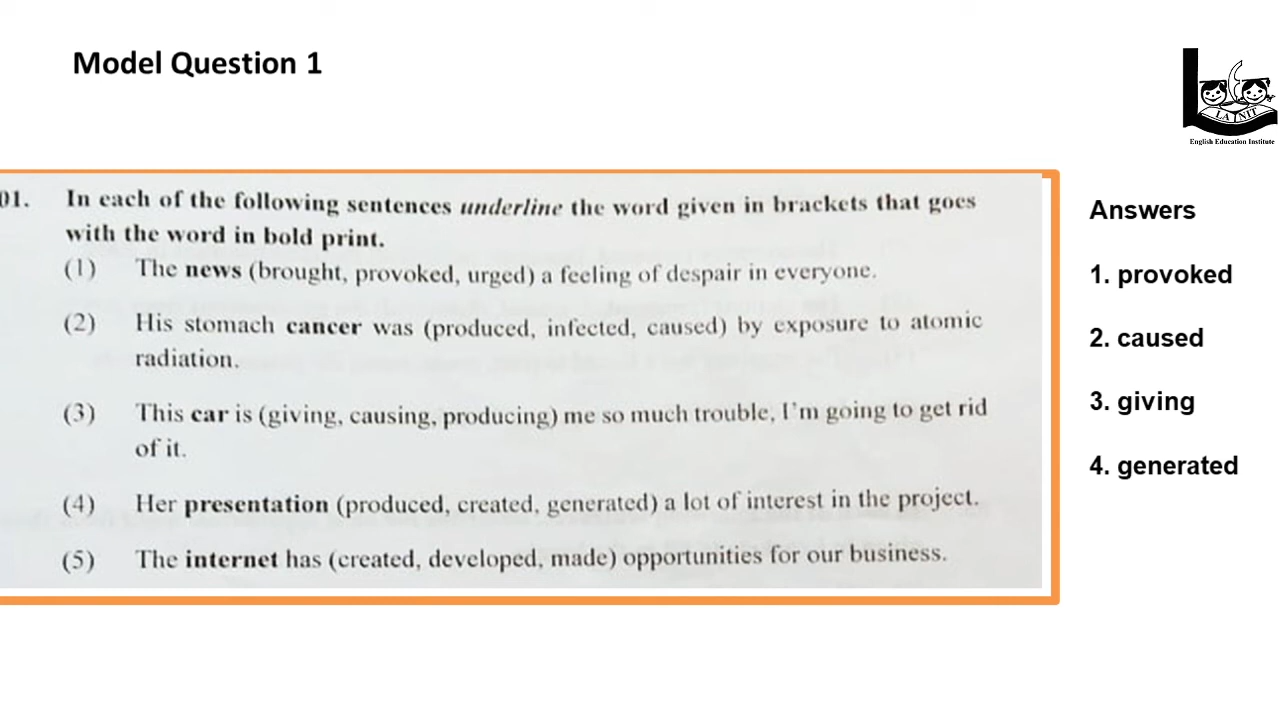 Model Question 1
LA NIT
English Education Institute
01. In each of the following sentences underline the word given in brackets that goes
with the word in bold print.
(1) The news (brought, provoked, urged) a feeling of despair in everyone.
(2) His stomach cancer was (produced, infected, caused) by exposure to atomic
radiation.
(3) This car is (giving, causing, producing) me so much trouble, I'm going to get rid
of it.
(4) Her presentation (produced, created, generated) a lot of interest in the project.
(5) The internet has (created, developed, made) opportunities for our business.
Answers
1. provoked
2. caused
3. giving
4. generated